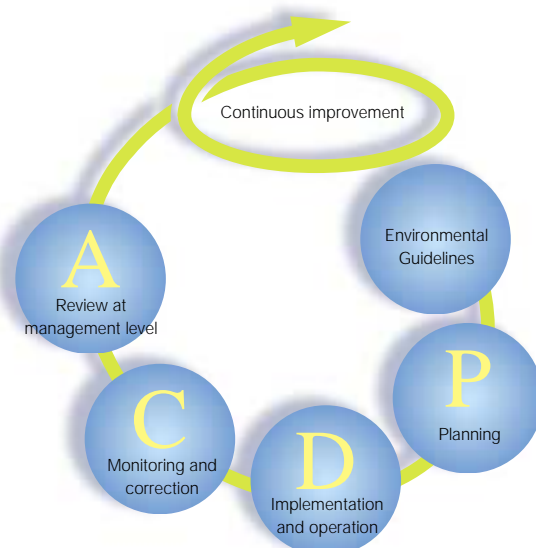 Continuous improvement
Environmental
Guidelines
P
Planning
D
Implementation
and operation
C
Monitoring and
correction
A
Review at
management level